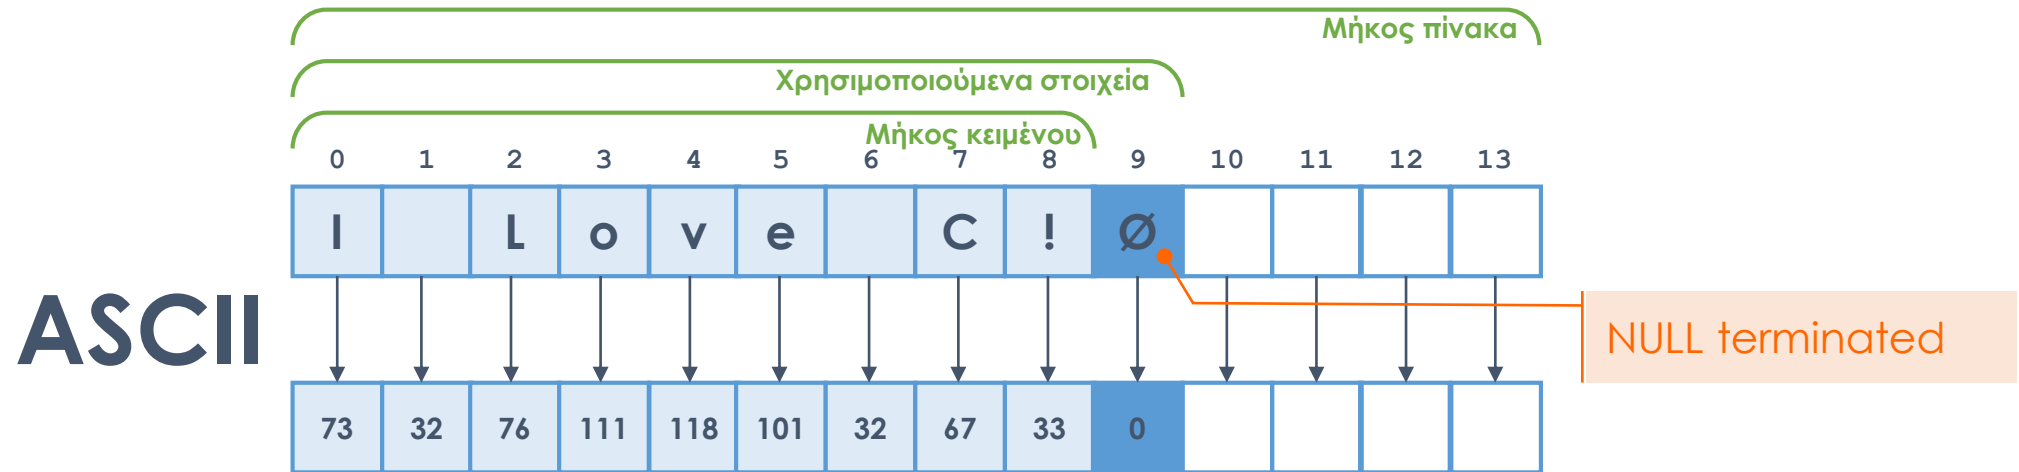 Μήκος πίνακα
Χρησιμοποιούμενα στοιχεία
Μήκος κειμένου
0 1 2 3 4 5 6 7 8 9 10 11 12 13
I L o v e C ! Ø
ASCII
NULL terminated
73 32 76 111 118 101 32 67 33 0